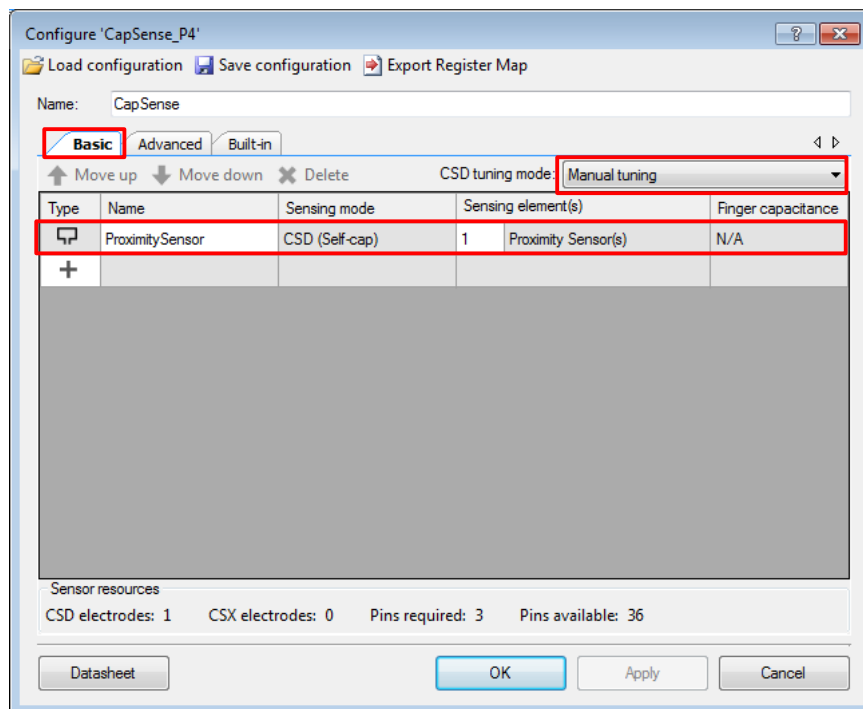 Configure 'CapSense_P4'
Load configuration Save configuration Export Register Map
Name: CapSense
Basic Advanced Built-in
Move up Move down Delete CSD tuning mode: Manual tuning
Type Name Sensing mode Sensing element(s) Finger capacitance
ProximitySensor CSD (Self-cap) 1 Proximity Sensor(s) N/A
Sensor resources
CSD electrodes: 1 CSX electrodes: 0 Pins required: 3 Pins available: 36
Datasheet OK Apply Cancel